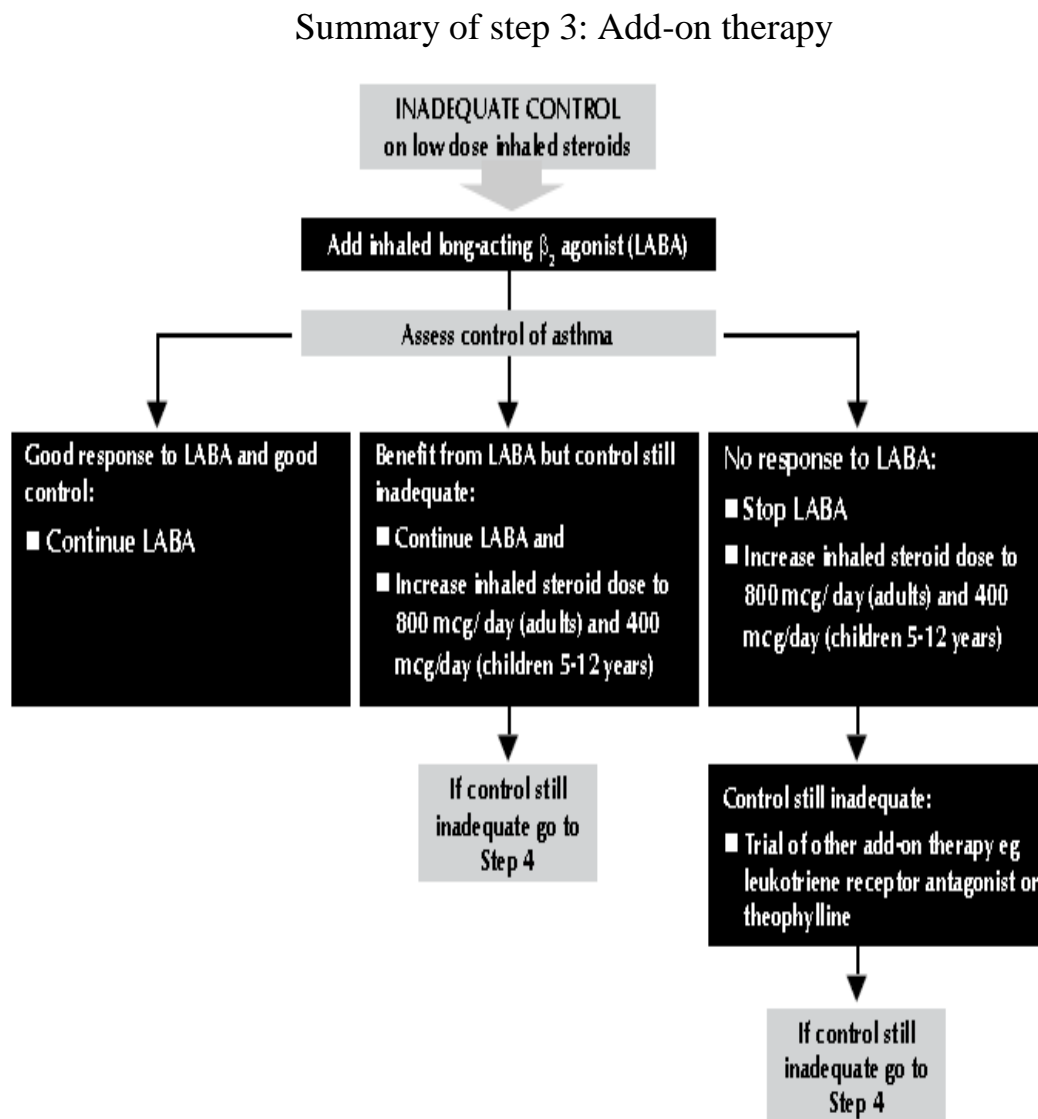 Summary of step 3: Add-on therapy
INADEQUATE CONTROL
on low dose inhaled steroids
Add inhaled long-acting β₂ agonist (LABA)
Assess control of asthma
Good response to LABA and good
control:
■ Continue LABA
Benefit from LABA but control still
inadequate:
■ Continue LABA and
■ Increase inhaled steroid dose to
800 mcg/ day (adults) and 400
mcg/day (children 5-12 years)
If control still
inadequate go to
Step 4
No response to LABA:
■ Stop LABA
■ Increase inhaled steroid dose to
800 mcg/ day (adults) and 400
mcg/day (children 5-12 years)
Control still inadequate:
■ Trial of other add-on therapy eg
leukotriene receptor antagonist or
theophylline
If control still
inadequate go to
Step 4